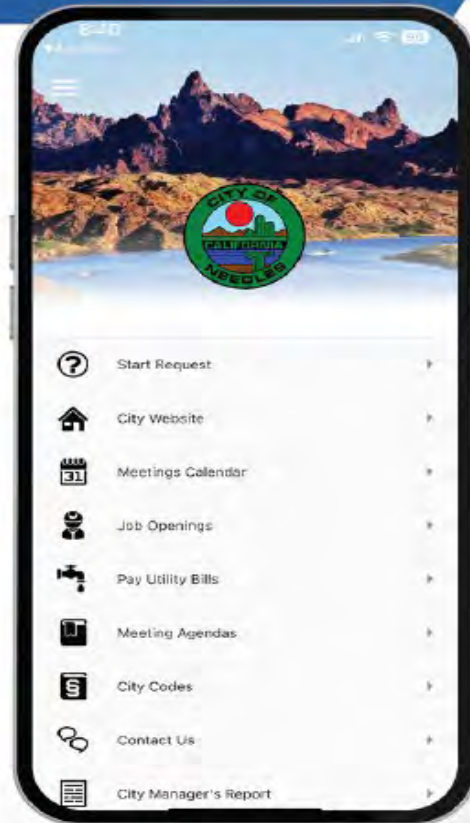 CITY OF
CALIFORNIA
NEEDLES
Start Request
City Website
31
Meetings Calendar
Job Openings
Pay Utility Bills
Meeting Agendas
§
City Codes
Contact Us
City Manager's Report